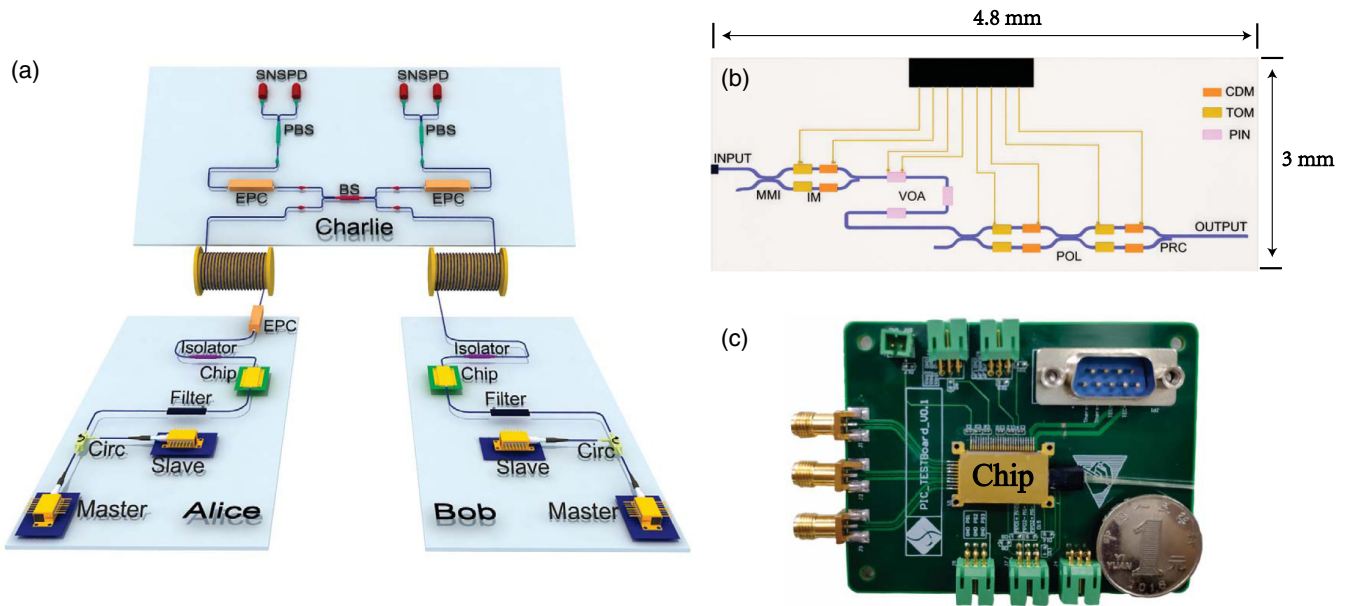 (a)
SNSPD
SNSPD
PBS
PBS
EPC
BS
EPC
Charlie
EPC
Isolator
Chip
Filter
Circ
Slave
Master
Alice
Isolator
Chip
Filter
Slave
Circ
Bob
Master
4.8 mm
(b)
CDM
TOM
PIN
3 mm
INPUT
MMI
IM
VOA
OUTPUT
POL
PRC
(c)
PIC_TESTBoard_V0.1
Chip
1
元
YI
YUAN